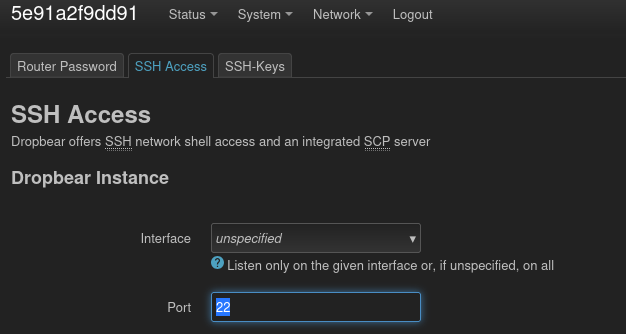 5e91a2f9dd91 Status System Network Logout
Router Password SSH Access SSH-Keys
SSH Access
Dropbear offers SSH network shell access and an integrated SCP server
Dropbear Instance
Interface unspecified
? Listen only on the given interface or, if unspecified, on all
Port 22